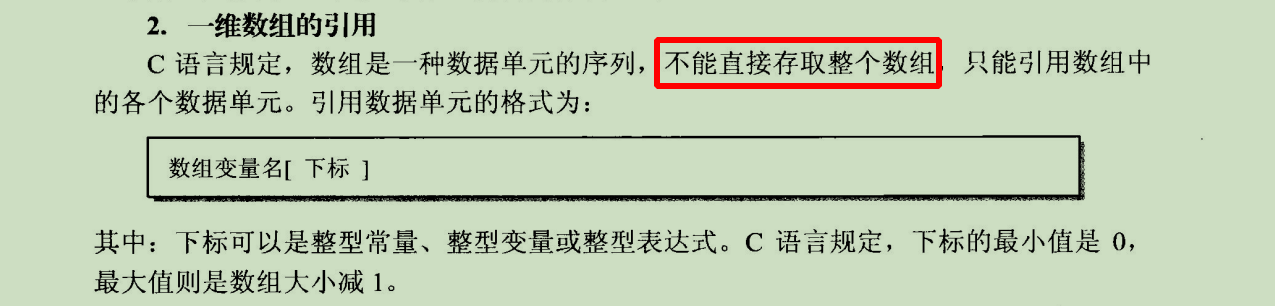 2. 一维数组的引用
C 语言规定，数组是一种数据单元的序列，不能直接存取整个数组，只能引用数组中
的各个数据单元。引用数据单元的格式为：
数组变量名[ 下标 ]
其中：下标可以是整型常量、整型变量或整型表达式。C 语言规定，下标的最小值是 0，
最大值则是数组大小减 1。